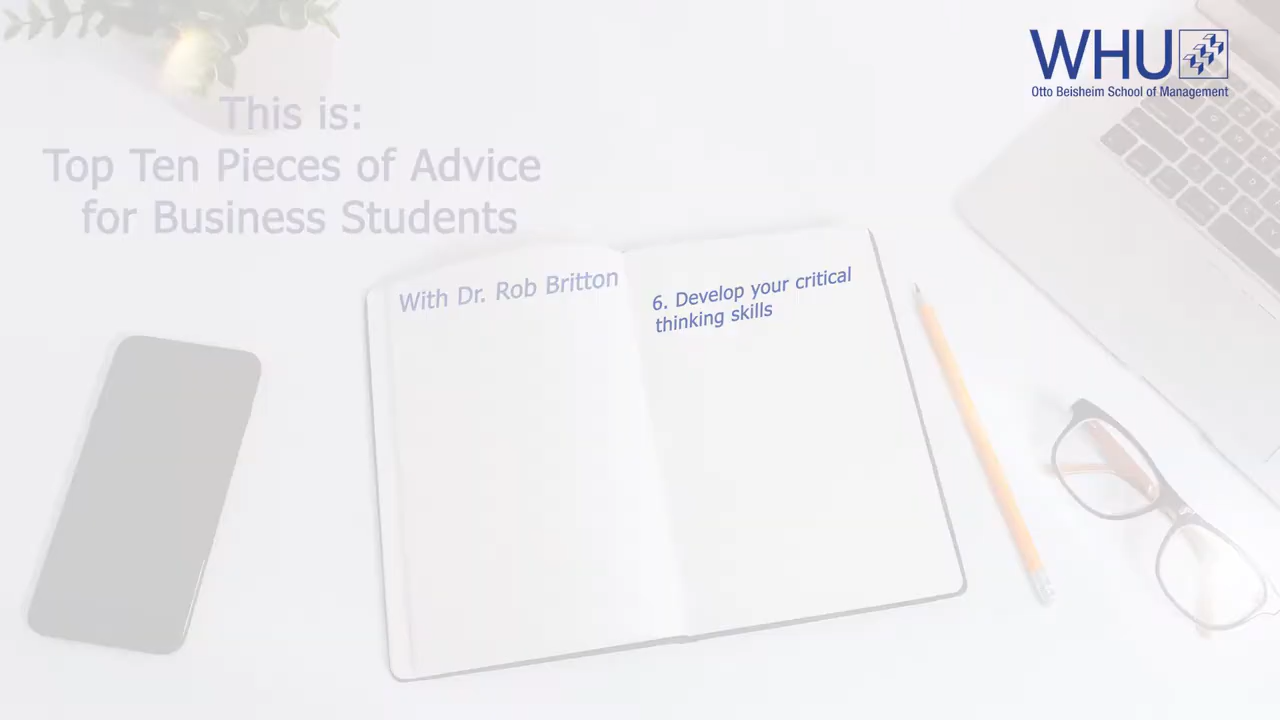 WHU
Otto Beisheim School of Management
This is:
Top Ten Pieces of Advice
for Business Students
With Dr. Rob Britton
6. Develop your critical
thinking skills